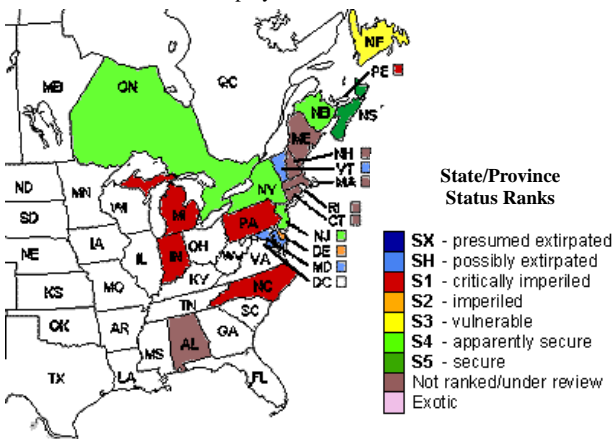 NF
PE
MB
ON
QC
NB
NS
ME
NH
VT
MA
ND
MN
SD
WI
MI
NY
RI
CT
PA
NJ
DE
MD
DC
NE
IA
IL
IN
OH
WV
VA
KS
MO
KY
NC
TN
OK
AR
SC
MS
AL
GA
TX
LA
FL
State/Province
Status Ranks
SX - presumed extirpated
SH - possibly extirpated
S1 - critically imperiled
S2 - imperiled
S3 - vulnerable
S4 - apparently secure
S5 - secure
Not ranked/under review
Exotic